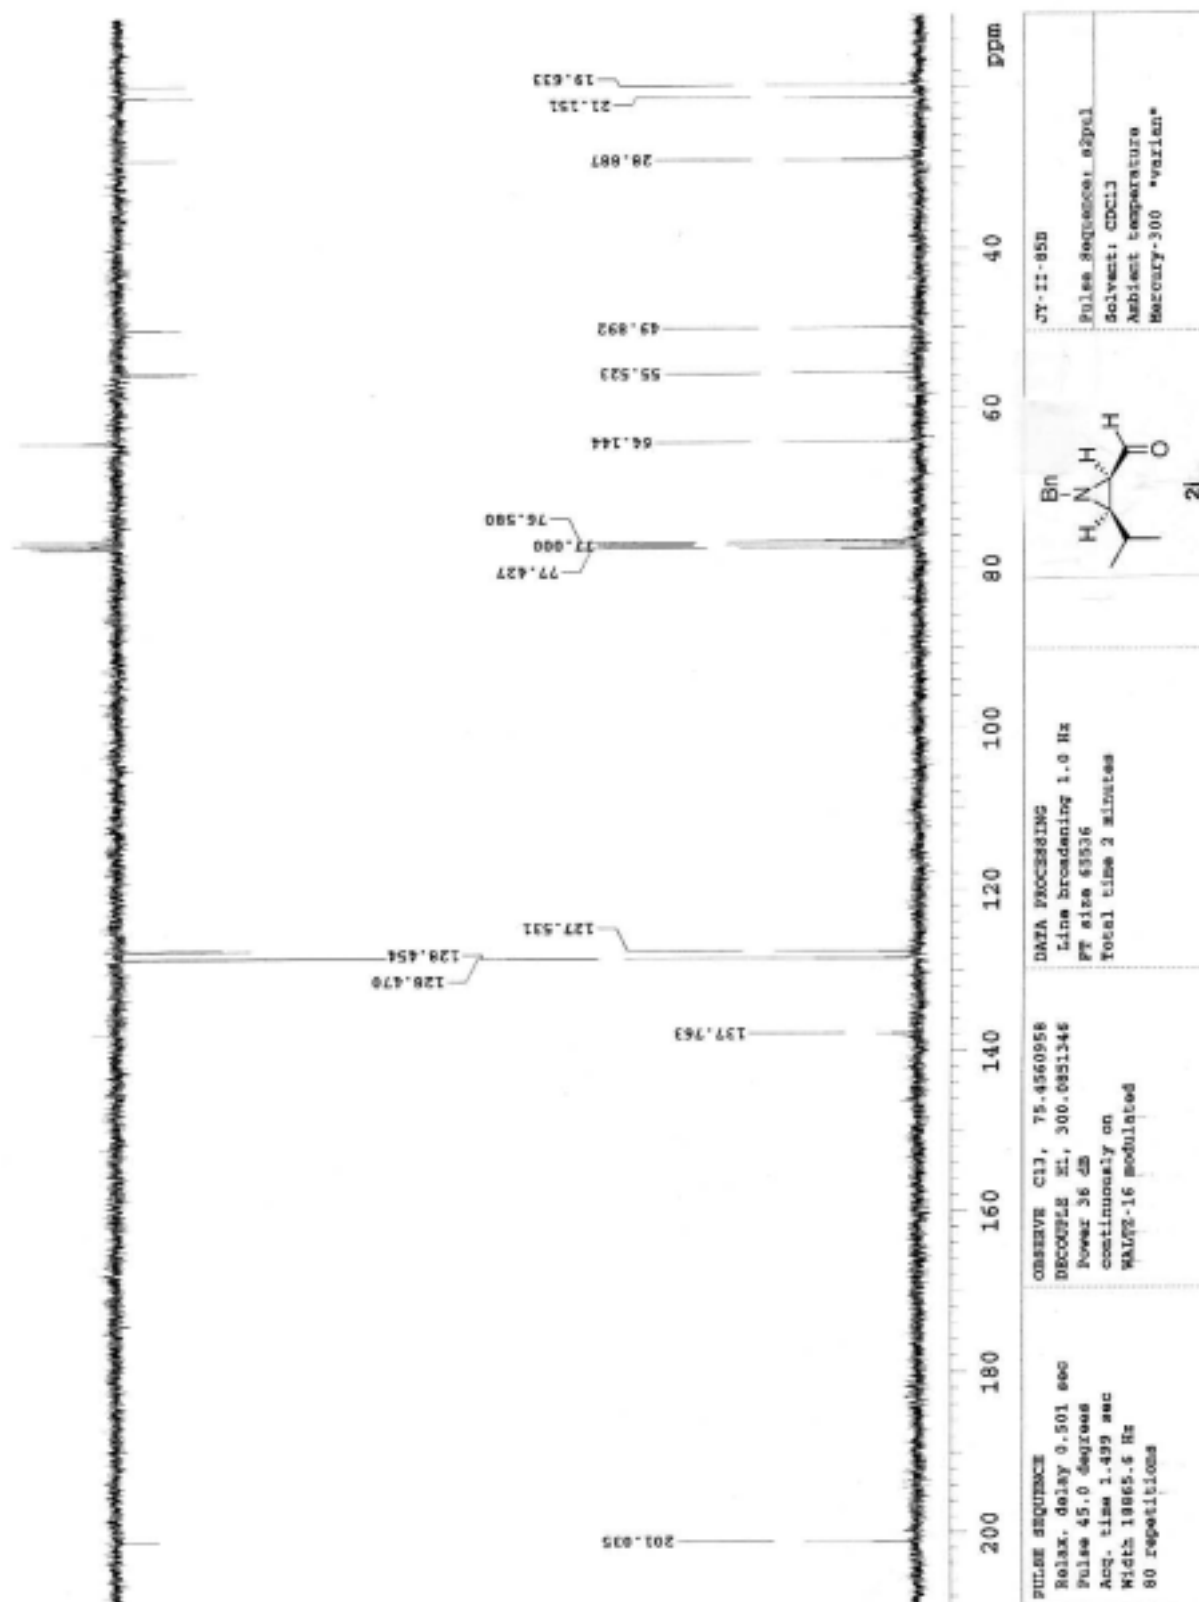 201.035
137.763
128.470
128.454
127.531
77.427
77.000
76.580
64.144
55.523
49.892
28.887
21.151
19.633
200 180 160 140 120 100 80 60 40 ppm
PULSE SEQUENCE
Relax. delay 0.501 sec
Pulse 45.0 degrees
Acq. time 1.499 sec
Width 18865.6 Hz
80 repetitions
OBSERVE C13, 75.4560958
DECOUPLE H1, 300.0851346
Power 36 dB
continuously on
WALTZ-16 modulated
DATA PROCESSING
Line broadening 1.0 Hz
FT size 65536
Total time 2 minutes
Bn
N
H H
H
O
JY-II-85B
Pulse Sequence: s2pul
Solvent: CDCl3
Ambient temperature
Mercury-300 "varian"